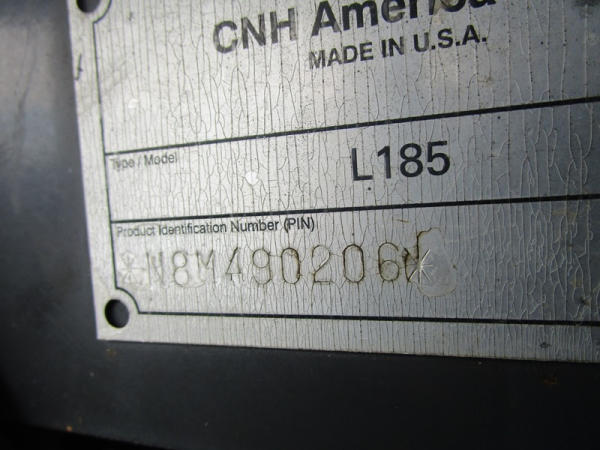 CNH America
MADE IN U.S.A.
Type / Model
L185
Product Identification Number (PIN)
*N8M490206*